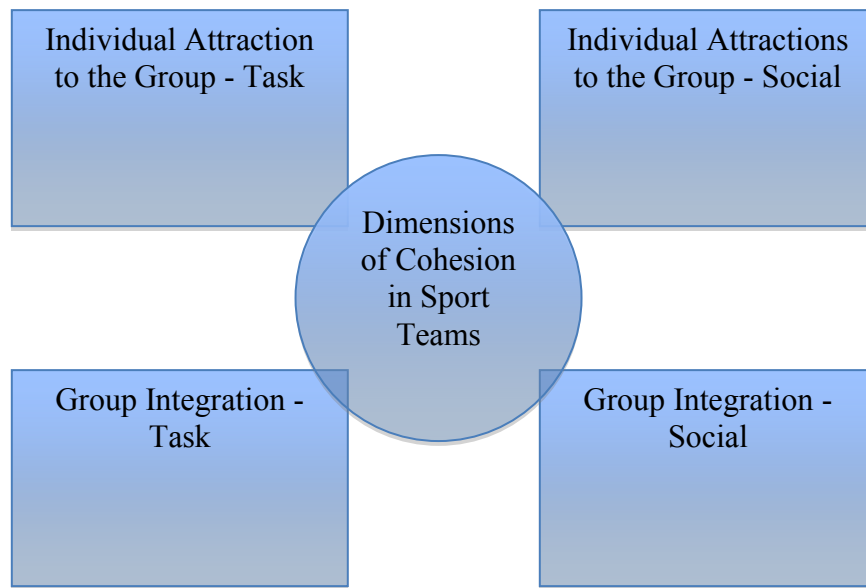 Individual Attraction
to the Group - Task
Individual Attractions
to the Group - Social
Dimensions
of Cohesion
in Sport
Teams
Group Integration -
Task
Group Integration -
Social